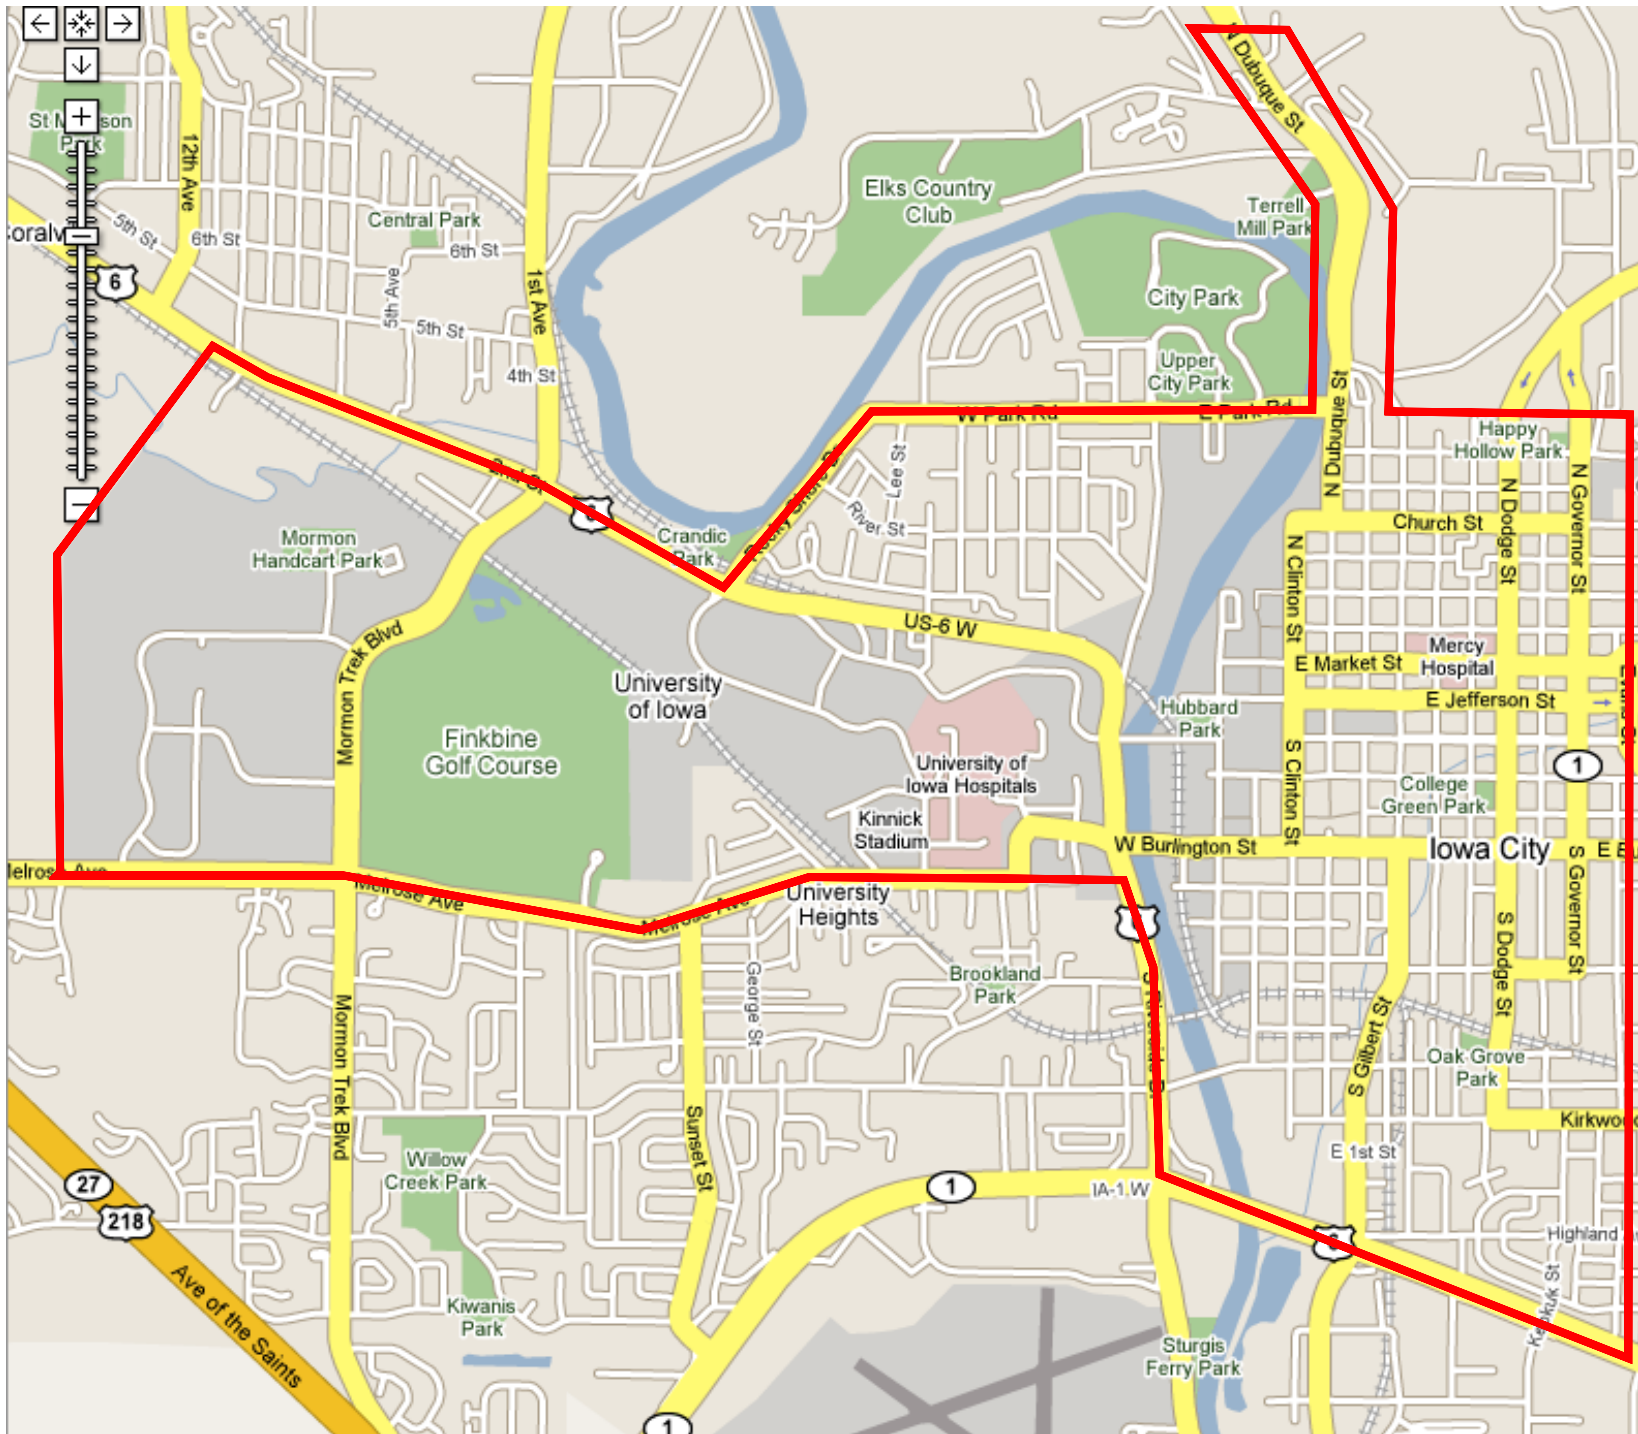 N Dubuque St
12th Ave
Elks Country
Club
Central Park
Terrell
Mill Park
5th St
6th St
6th St
6
1st Ave
5th Ave
City Park
5th St
4th St
Upper
City Park
W Park Rd
E Park Rd
N Dubuque St
Happy
Hollow Park
Lee St
2nd St
River St
Church St
N Dodge St
N Governor St
Crandic
Park
Mormon
Handcart Park
N Clinton St
US-6 W
Mormon Trek Blvd
Mercy
Hospital
E Market St
E Jefferson St
University
of Iowa
Hubbard
Park
Finkbine
Golf Course
University of
Iowa Hospitals
S Clinton St
1
College
Green Park
Kinnick
Stadium
W Burlington St
Iowa City
S Governor St
Melrose Ave
Melrose Ave
University
Heights
S Dodge St
Brookland
Park
George St
S Riverside Dr
Mormon Trek Blvd
S Gilbert St
Oak Grove
Park
Sunset St
E 1st St
Willow
Creek Park
27
218
1
IA-1 W
Highland
Ave of the Saints
Keokuk St
Kiwanis
Park
Sturgis
Ferry Park
1